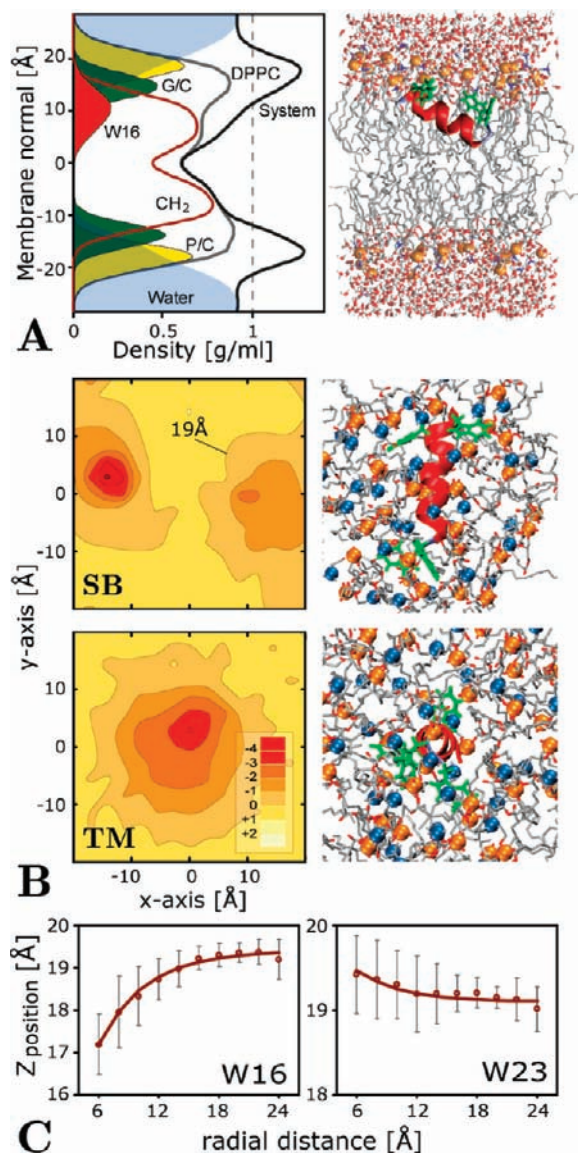 20
10
0
-10
-20
Membrane normal [Å]
G/C
DPPC
W16
System
CH₂
P/C
Water
0
0.5
1
Density [g/ml]
A
10
0
-10
19Å
SB
y-axis [Å]
10
0
-10
TM
-4
-3
-2
-1
0
+1
+2
-10
0
10
x-axis [Å]
B
Z position [Å]
20
19
18
17
16
W16
6
12
18
24
20
19
18
W23
6
12
18
24
radial distance [Å]
C